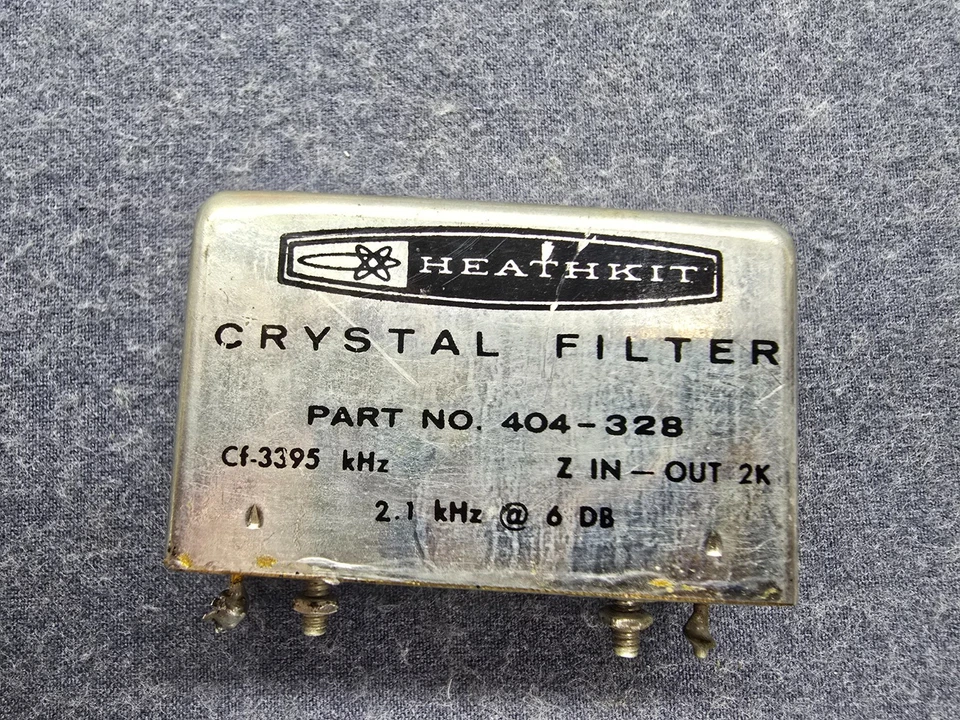 HEATHKIT
CRYSTAL FILTER
PART NO. 404-328
Cf-3395 kHz Z IN-OUT 2K
2.1 kHz @ 6 DB